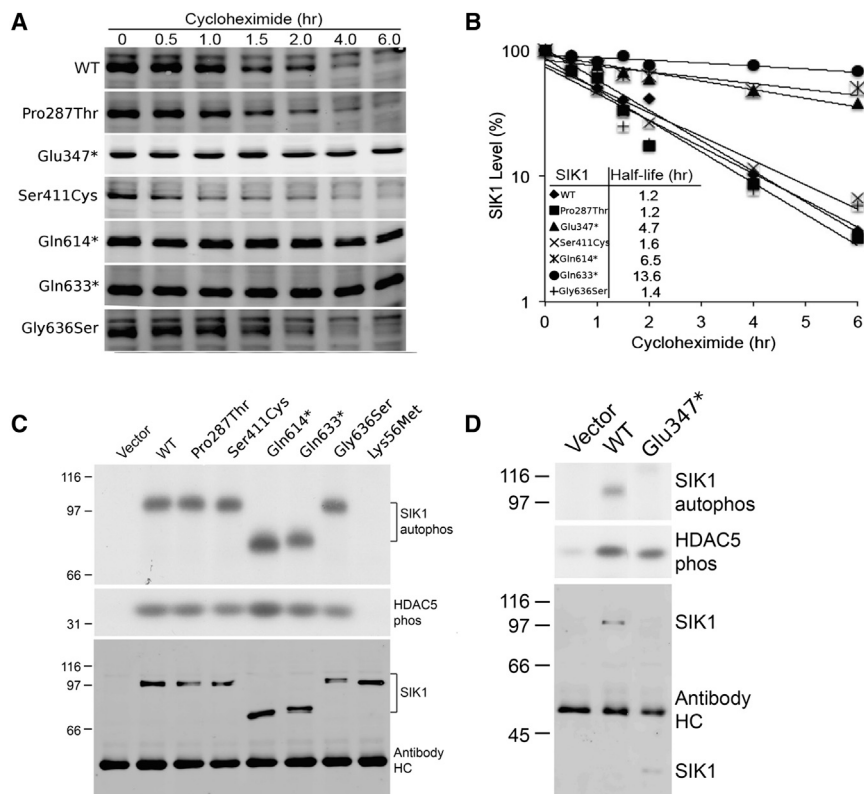 A
Cycloheximide (hr)
0 0.5 1.0 1.5 2.0 4.0 6.0
WT
Pro287Thr
Glu347*
Ser411Cys
Gln614*
Gln633*
Gly636Ser
B
100
10
1
SIK1 Level (%)
SIK1 Half-life (hr)
WT 1.2
Pro287Thr 1.2
Glu347* 4.7
Ser411Cys 1.6
Gln614* 6.5
Gln633* 13.6
Gly636Ser 1.4
0 1 2 3 4 5 6
Cycloheximide (hr)
C
Vector WT Pro287Thr Ser411Cys Gln614* Gln633* Gly636Ser Lys56Met
116
97
SIK1
autophos
66
31
HDAC5
phos
116
97
SIK1
66
Antibody
HC
D
Vector WT Glu347*
116
97
SIK1
autophos
HDAC5
phos
116
97
SIK1
66
Antibody
HC
45
SIK1